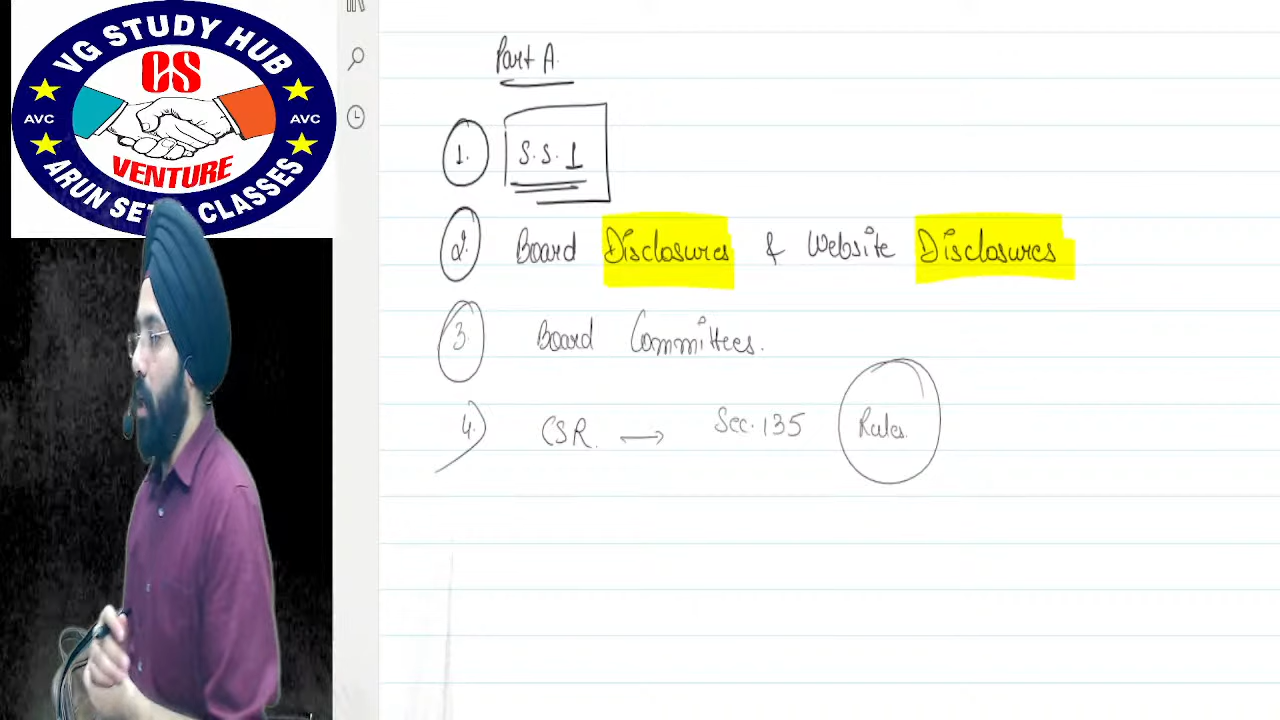 VG STUDY HUB
CS
AVC AVC
VENTURE
ARUN SET CLASSES
Part A.
1. S.S.1
2. Board Disclosures & Website Disclosures
3. Board Committees.
4. CSR. → Sec.135 Rules.